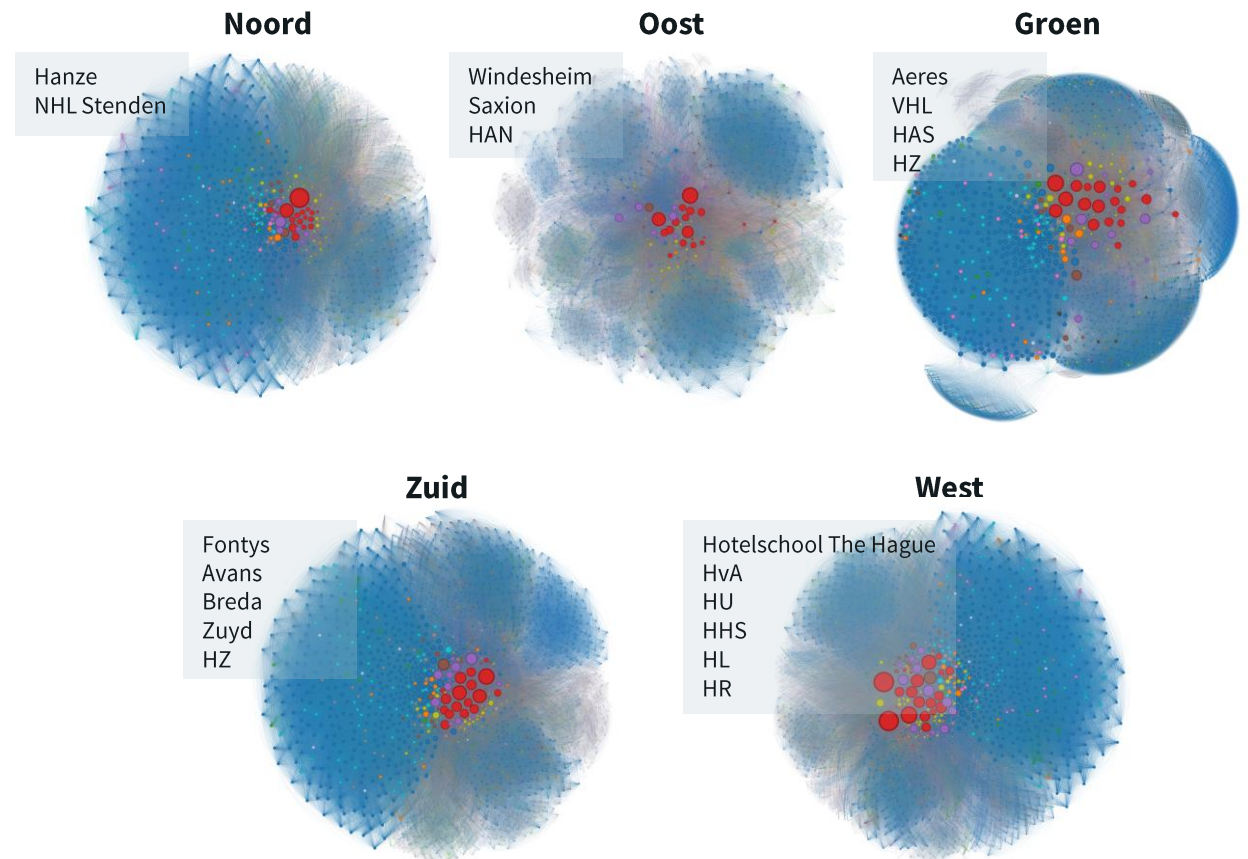 Noord
Hanze
NHL Stenden
Oost
Windesheim
Saxion
HAN
Groen
Aeres
VHL
HAS
HZ
Zuid
Fontys
Avans
Breda
Zuyd
HZ
West
Hotelschool The Hague
HvA
HU
HHS
HL
HR